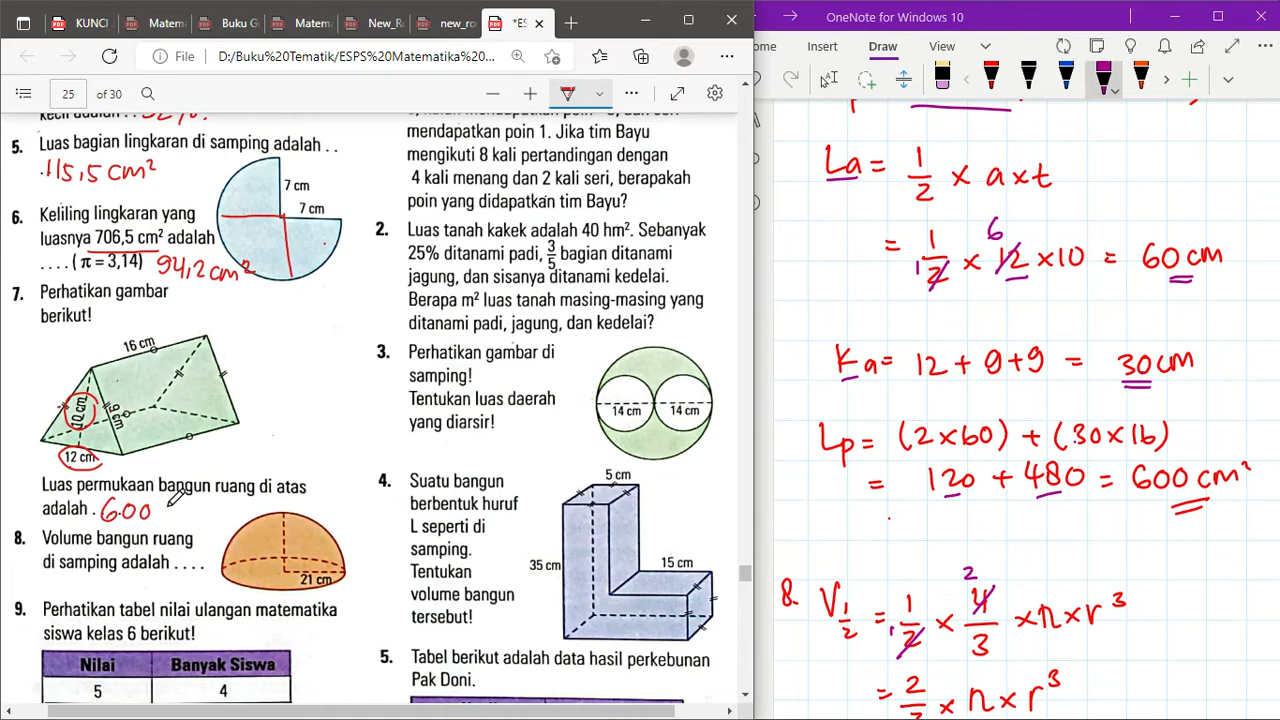 KUNCI
Matem
Buku G
Matem
New_R
new_ro
*ES
OneNote for Windows 10
File
D:/Buku%20Tematik/ESPS%20Matematika%20...
Insert
Draw
View
25
of 30
5. Luas bagian lingkaran di samping adalah . .
.115,5 cm²
7 cm
7 cm
6. Keliling lingkaran yang
luasnya 706,5 cm² adalah
. . . . ( π = 3,14) 94,2 cm²
7. Perhatikan gambar
berikut!
16 cm
10 cm
9 cm
12 cm
Luas permukaan bangun ruang di atas
adalah . 600
8. Volume bangun ruang
di samping adalah . . . .
21 cm
9. Perhatikan tabel nilai ulangan matematika
siswa kelas 6 berikut!
Nilai Banyak Siswa
5 4
mendapatkan poin 1. Jika tim Bayu
mengikuti 8 kali pertandingan dengan
4 kali menang dan 2 kali seri, berapakah
poin yang didapatkan tim Bayu?
2. Luas tanah kakek adalah 40 hm². Sebanyak
25% ditanami padi, 3/5 bagian ditanami
jagung, dan sisanya ditanami kedelai.
Berapa m² luas tanah masing-masing yang
ditanami padi, jagung, dan kedelai?
3. Perhatikan gambar di
samping!
Tentukan luas daerah
yang diarsir!
14 cm 14 cm
4. Suatu bangun
berbentuk huruf
L seperti di
samping.
Tentukan
volume bangun
tersebut!
5 cm
35 cm
15 cm
5. Tabel berikut adalah data hasil perkebunan
Pak Doni.
La = 1/2 × a × t
6
= 1/2 × 12 × 10 = 60 cm
1
Ka = 12 + 9 + 9 = 30 cm
Lp = (2×60) + (30×16)
= 120 + 480 = 600 cm²
2
8. V½ = 1/2 × 4/3 × π × r³
1
= 2/3 × π × r³